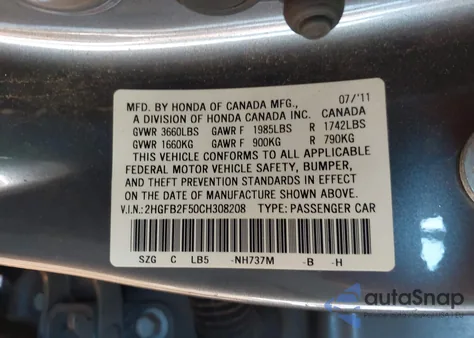 MFD. BY HONDA OF CANADA MFG., 07/'11
A DIVISION OF HONDA CANADA INC. CANADA
GVWR 3660LBS GAWR F 1985LBS R 1742LBS
GVWR 1660KG GAWR F 900KG R 790KG
THIS VEHICLE CONFORMS TO ALL APPLICABLE
FEDERAL MOTOR VEHICLE SAFETY, BUMPER,
AND THEFT PREVENTION STANDARDS IN EFFECT
ON THE DATE OF MANUFACTURE SHOWN ABOVE.
V.I.N.: 2HGFB2F50CH308208 TYPE: PASSENGER CAR
SZG C LB5 -NH737M -B -H
autoSnap